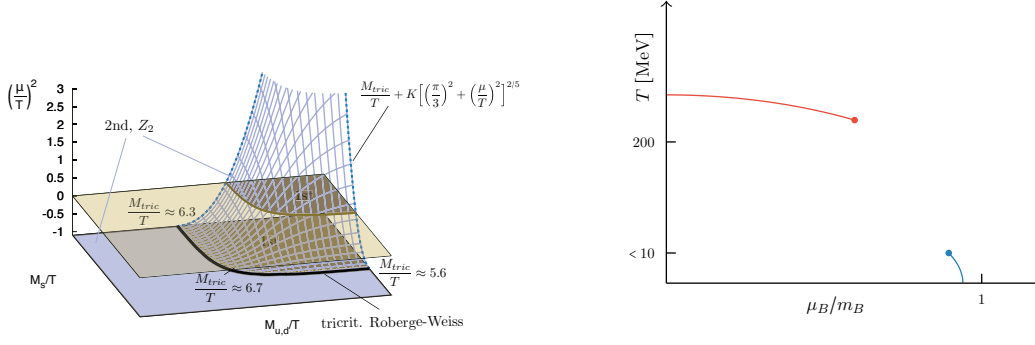 (μ/T)²
3
2.5
2
1.5
1
0.5
0
-0.5
-1
2nd, Z₂
M_tric/T + K[(π/3)² + (μ/T)²]^{2/5}
1st
M_tric/T ≈ 6.3
M_tric/T ≈ 6.7
M_tric/T ≈ 5.6
M_s/T
M_{u,d}/T
tricrit. Roberge-Weiss
T [MeV]
200
< 10
μ_B/m_B
1